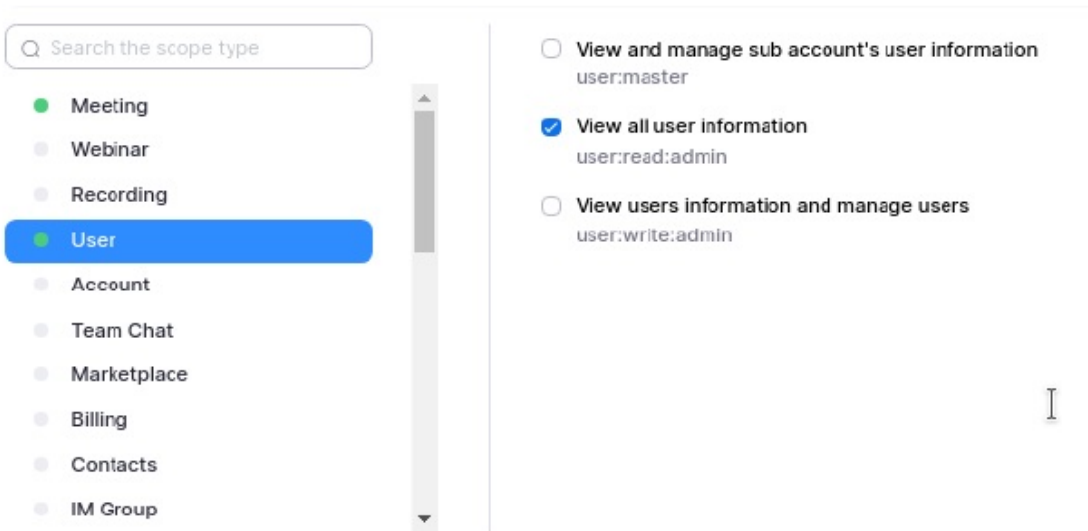 Search the scope type
Meeting
Webinar
Recording
User
Account
Team Chat
Marketplace
Billing
Contacts
IM Group
View and manage sub account's user information
user:master
View all user information
user:read:admin
View users information and manage users
user:write:admin